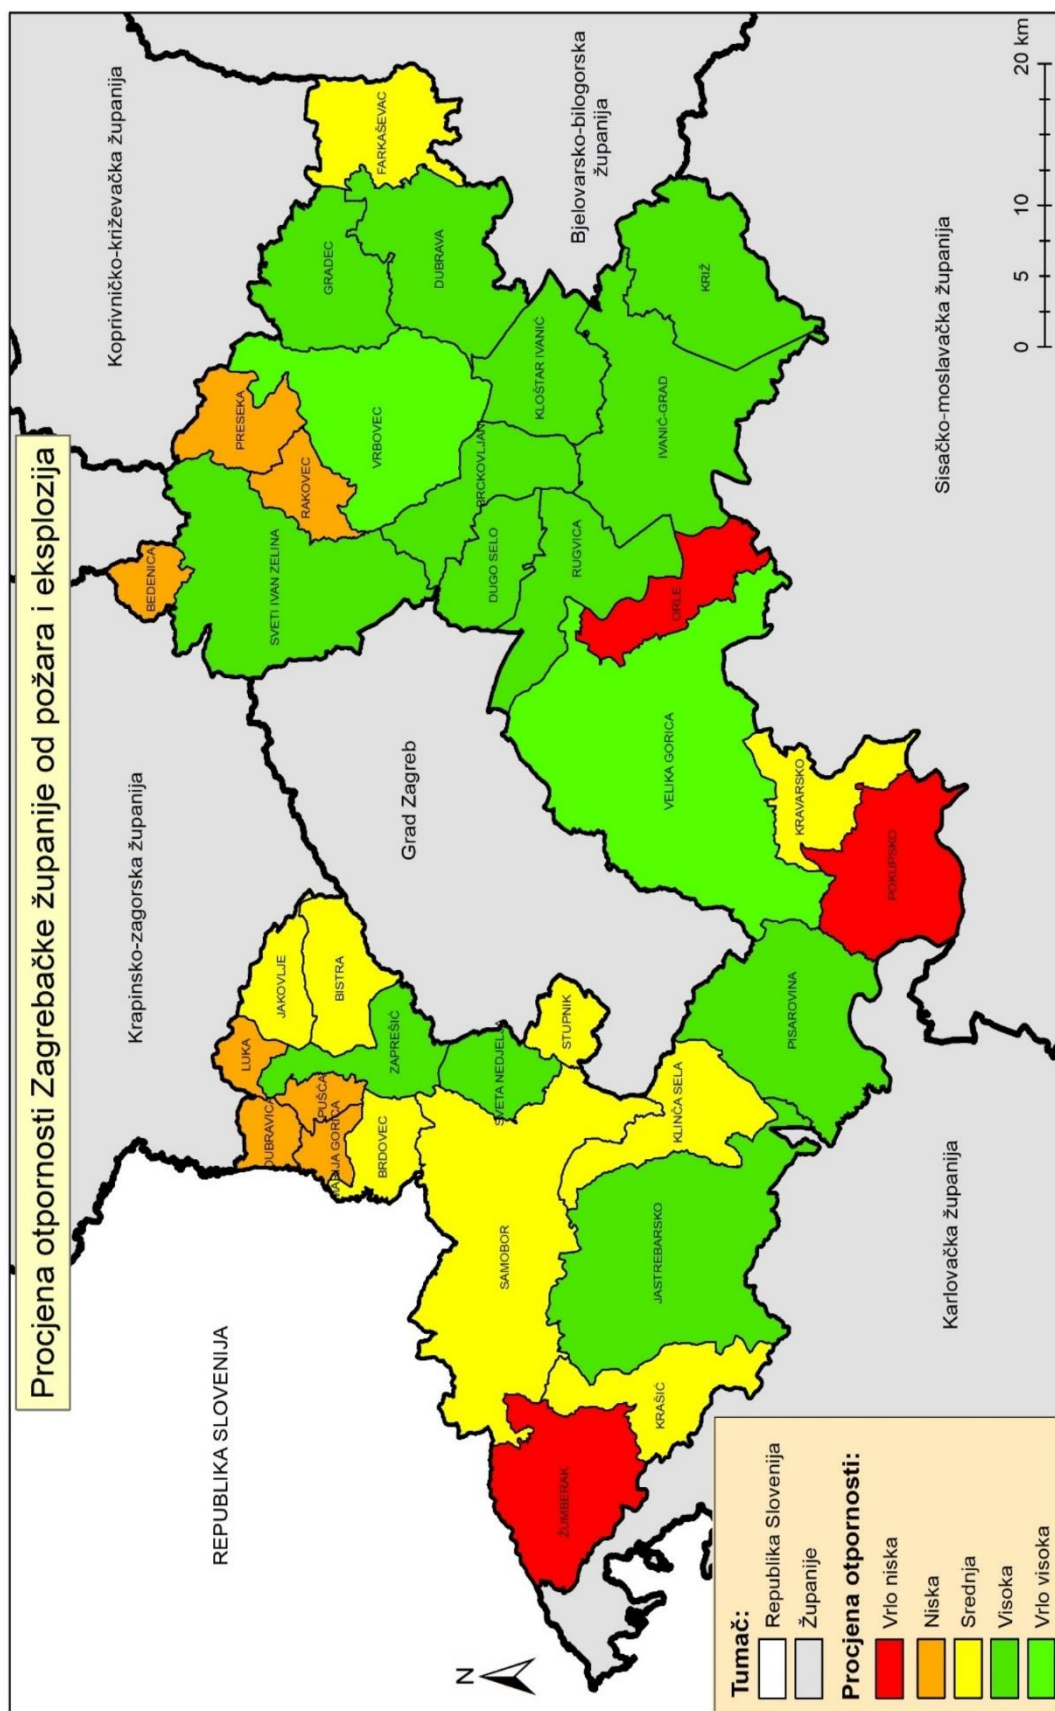 Procjena otpornosti Zagrebačke županije od požara i eksplozija
REPUBLIKA SLOVENIJA
Krapinsko-zagorska županija
Koprivničko-križevačka županija
Grad Zagreb
Bjelovarsko-bilogorska
županija
Sisačko-moslavačka županija
Karlovačka županija
BEDENICA
PRESEKA
RAKOVEC
SVETI IVAN ZELINA
GRADEC
FARKAŠEVAC
VRBOVEC
DUBRAVA
LUKA
JAKOVLJE
DUBRAVICA
PUŠĆA
MARIJA GORICA
BISTRA
BRDOVEC
ZAPREŠIĆ
BRCKOVLJANI
DUGO SELO
KLOŠTAR IVANIĆ
SAMOBOR
SVETA NEDJELJA
STUPNIK
RUGVICA
IVANIĆ-GRAD
KRIŽ
ŽUMBERAK
KRAŠIĆ
JASTREBARSKO
KLINČA SELA
VELIKA GORICA
ORLE
PISAROVINA
KRAVARSKO
POKUPSKO
N
Tumač:
Republika Slovenija
Županije
Procjena otpornosti:
Vrlo niska
Niska
Srednja
Visoka
Vrlo visoka
0 5 10 20 km